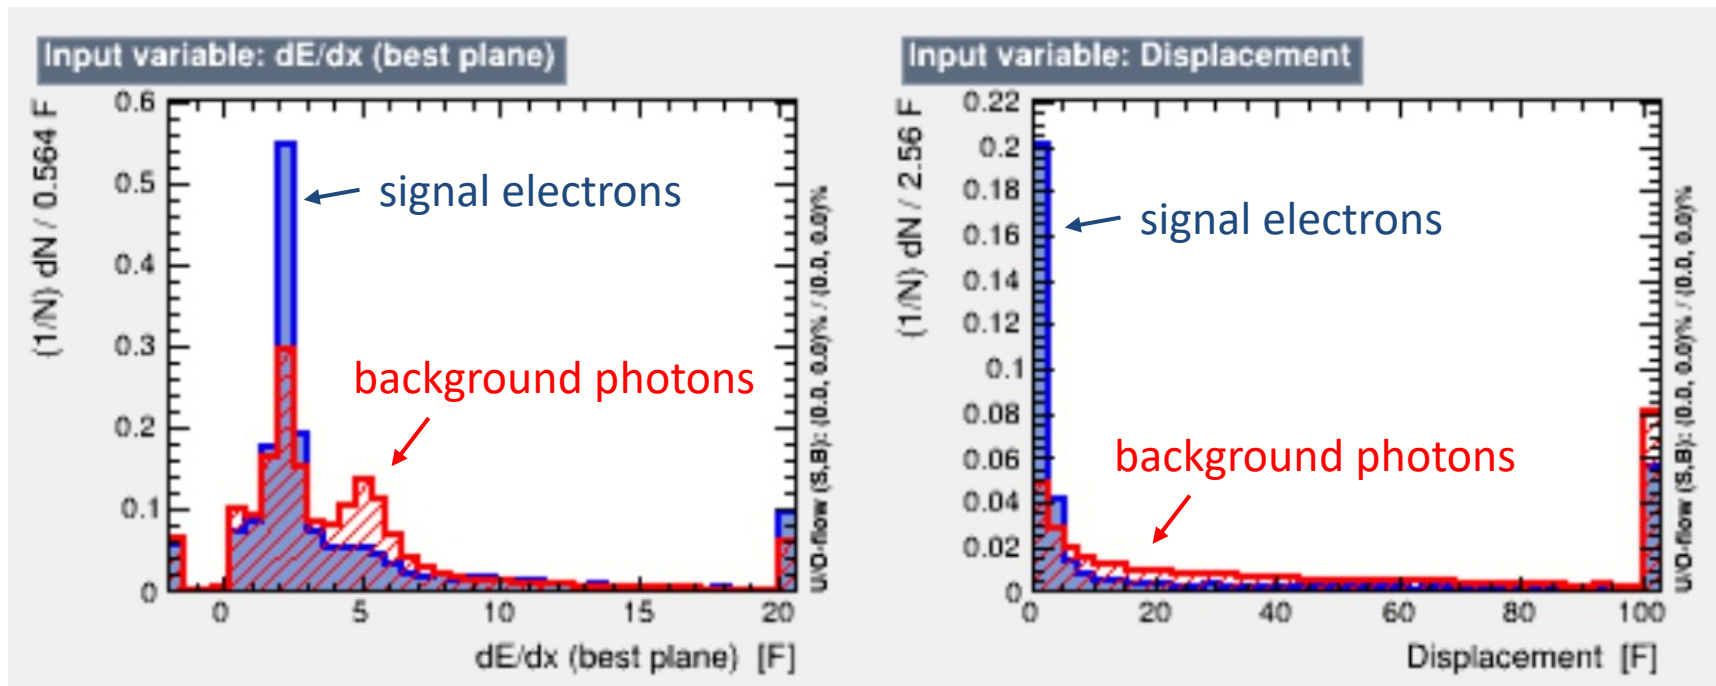 Input variable: dE/dx (best plane)
(1/N) dN / 0.564 F
0.6
0.5
0.4
0.3
0.2
0.1
0
signal electrons
background photons
0 5 10 15 20
dE/dx (best plane) [F]
U/O-flow (S,B): (0.0, 0.0)% / (0.0, 0.0)%
Input variable: Displacement
(1/N) dN / 2.56 F
0.22
0.2
0.18
0.16
0.14
0.12
0.1
0.08
0.06
0.04
0.02
0
signal electrons
background photons
0 20 40 60 80 100
Displacement [F]
U/O-flow (S,B): (0.0, 0.0)% / (0.0, 0.0)%